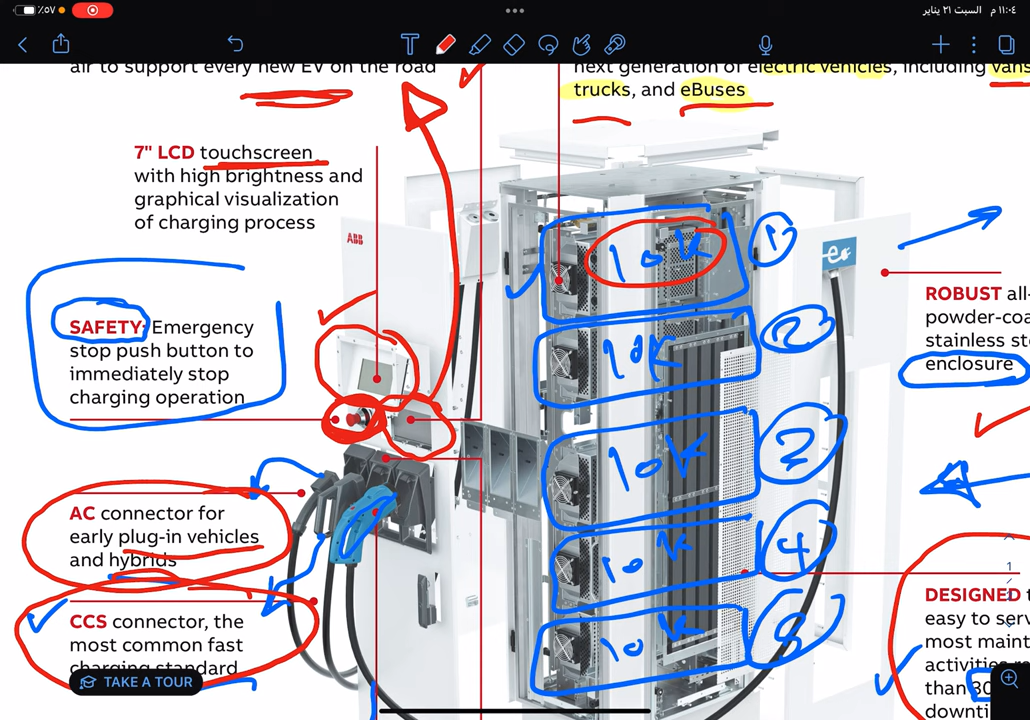 ٪٥٧
١١:٠٤ م السبت ٢١ يناير
air to support every new EV on the road
next generation of electric vehicles, including vans
trucks, and eBuses
7" LCD touchscreen
with high brightness and
graphical visualization
of charging process
ABB
SAFETY: Emergency
stop push button to
immediately stop
charging operation
AC connector for
early plug-in vehicles
and hybrids
CCS connector, the
most common fast
charging standard
TAKE A TOUR
10K 1
10K 2
10K 2
10K 4
10K
ROBUST all-
powder-coa
stainless ste
enclosure
DESIGNED t
easy to serv
most maint
activities
than 30
downti
1